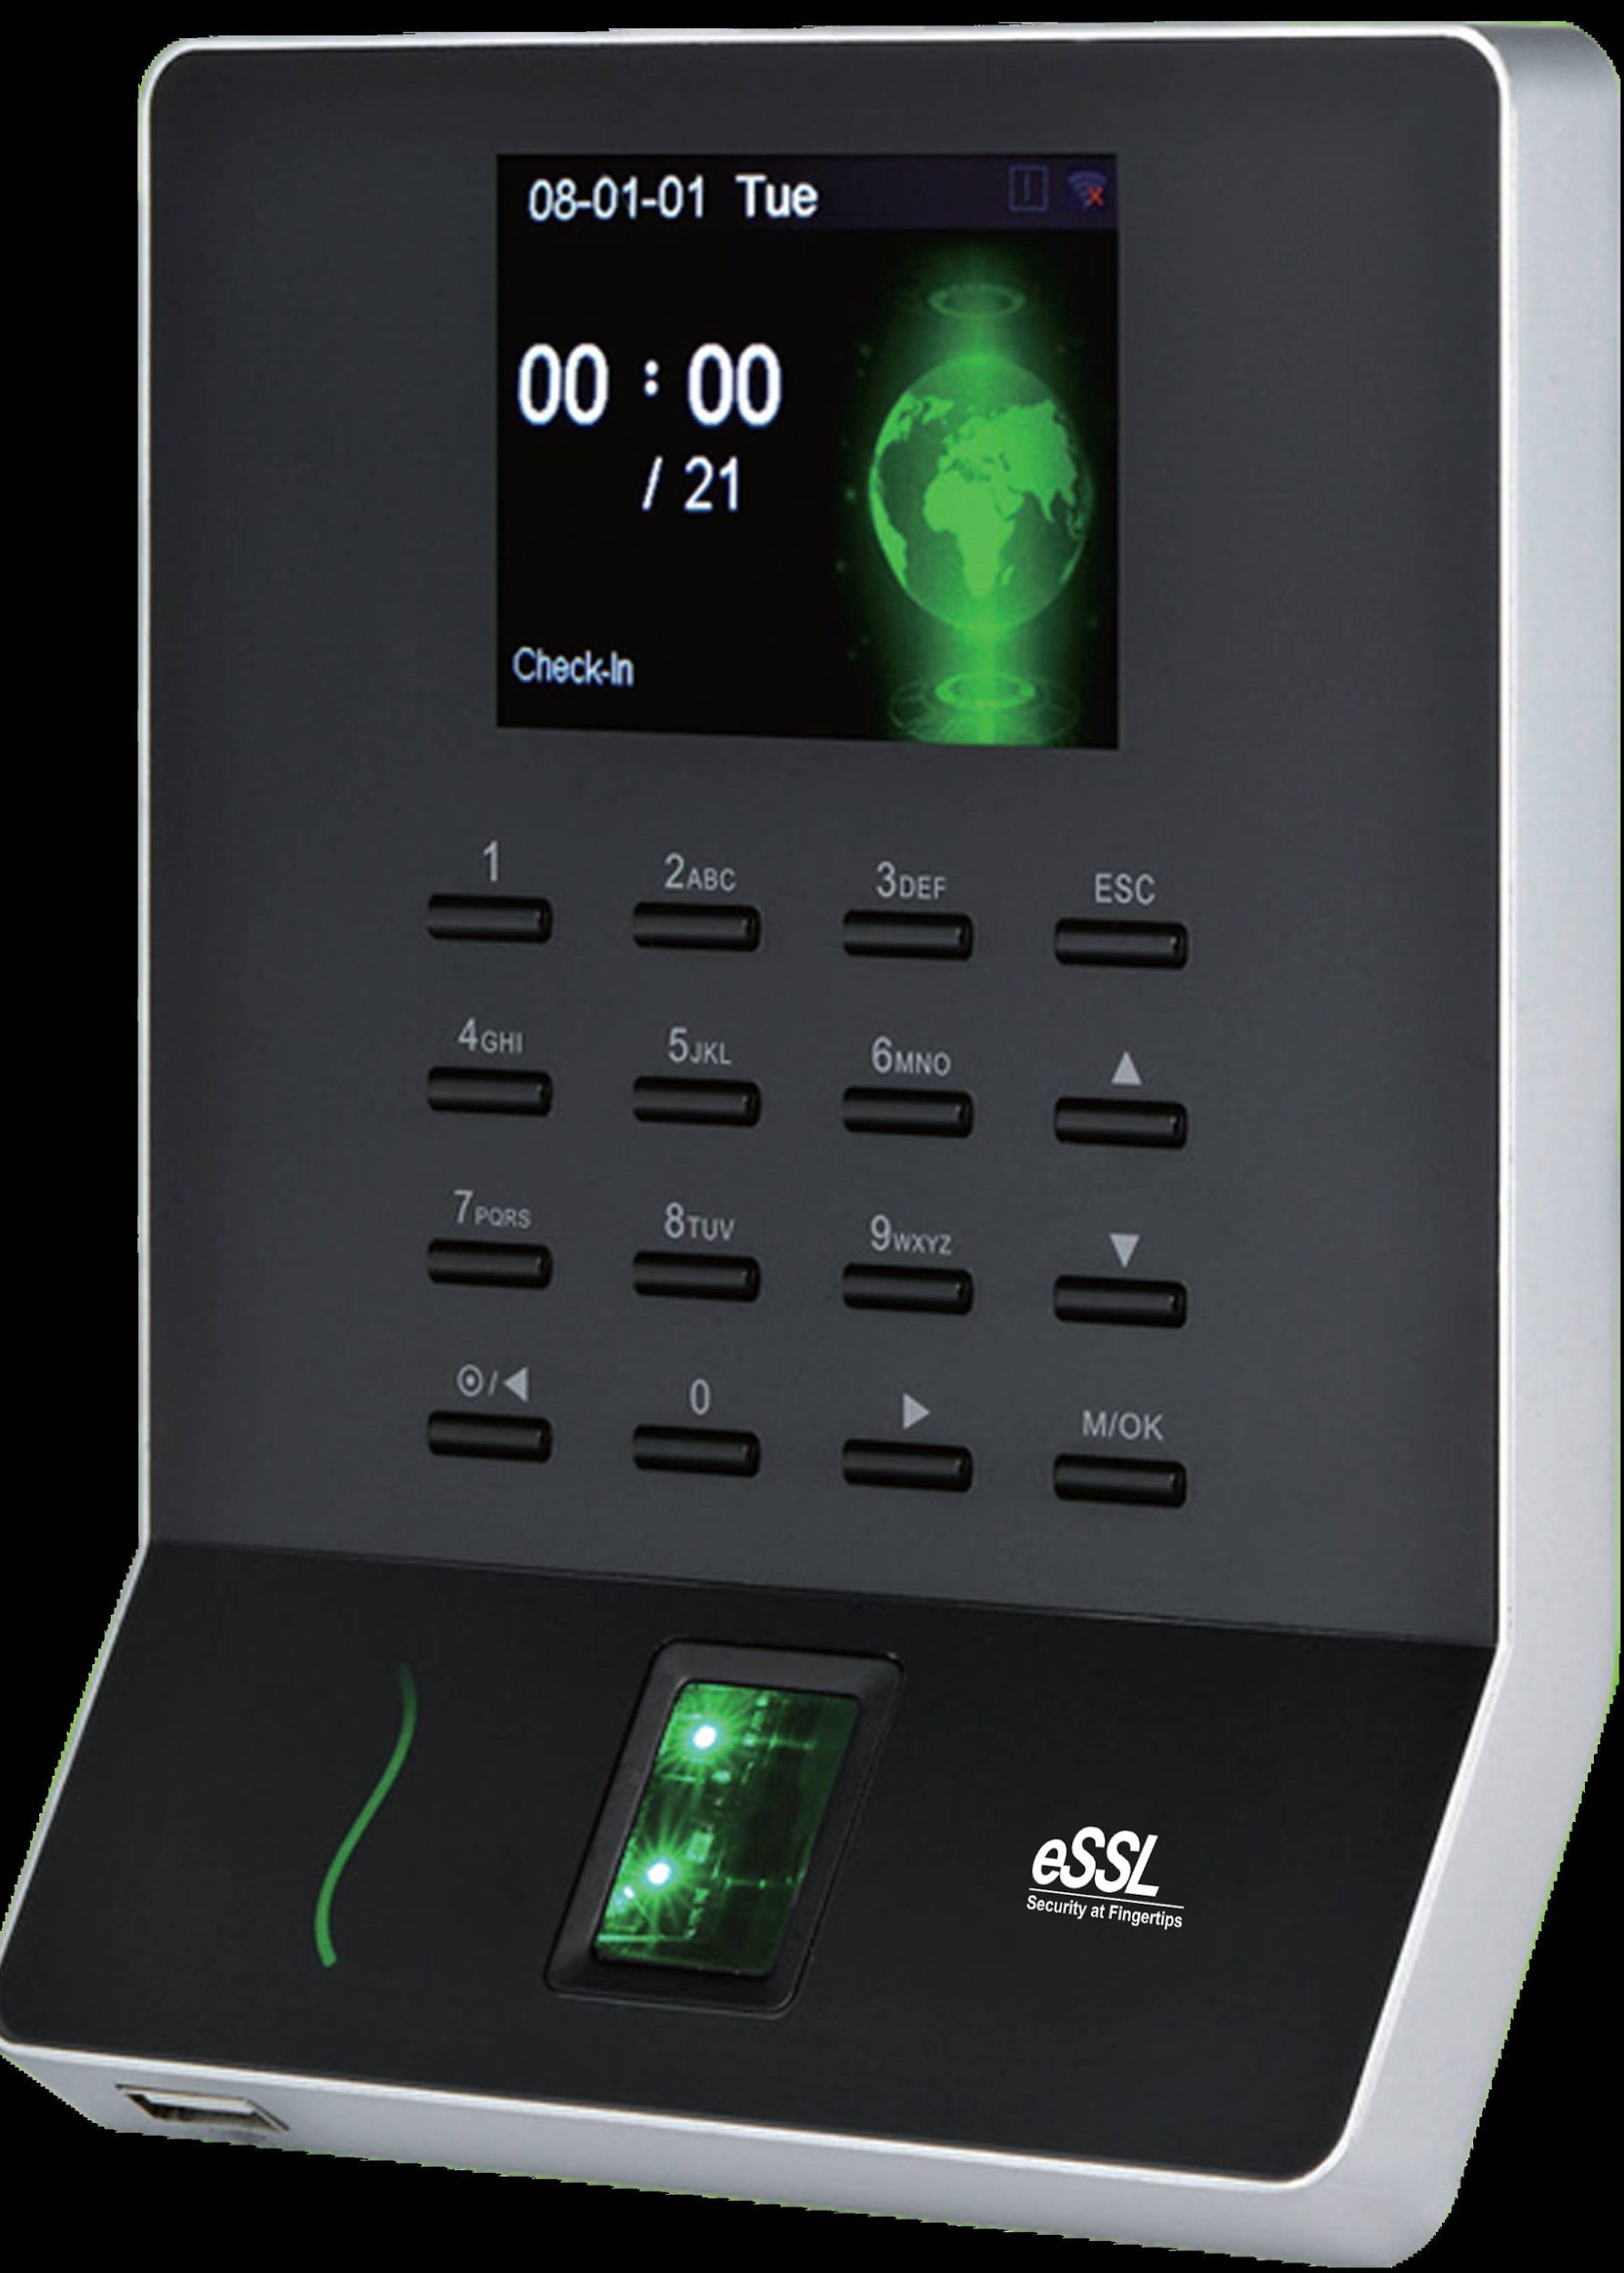 08-01-01 Tue
00 : 00
/ 21
Check-In
1 2ABC 3DEF ESC
4GHI 5JKL 6MNO ▲
7PQRS 8TUV 9WXYZ ▼
⊙/◀ 0 ▶ M/OK
eSSL
Security at Fingertips